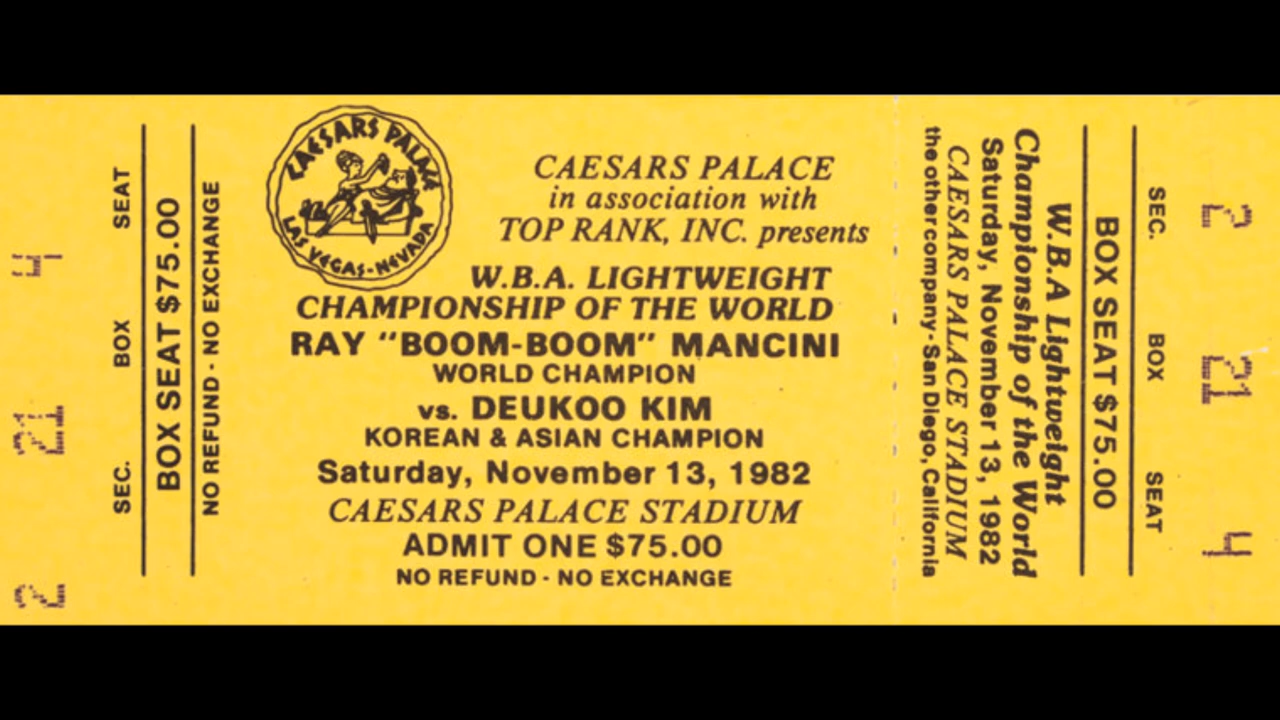 4 21 2
SEAT BOX SEC.
BOX SEAT $75.00
NO REFUND - NO EXCHANGE
CAESARS PALACE
LAS VEGAS - NEVADA
CAESARS PALACE
in association with
TOP RANK, INC. presents
W.B.A. LIGHTWEIGHT
CHAMPIONSHIP OF THE WORLD
RAY "BOOM-BOOM" MANCINI
WORLD CHAMPION
vs. DEUKOO KIM
KOREAN & ASIAN CHAMPION
Saturday, November 13, 1982
CAESARS PALACE STADIUM
ADMIT ONE $75.00
NO REFUND - NO EXCHANGE
2 21 4
SEC. BOX SEAT
BOX SEAT $75.00
W.B.A Lightweight
Championship of the World
Saturday, November 13, 1982
CAESARS PALACE STADIUM
the other company - San Diego, California